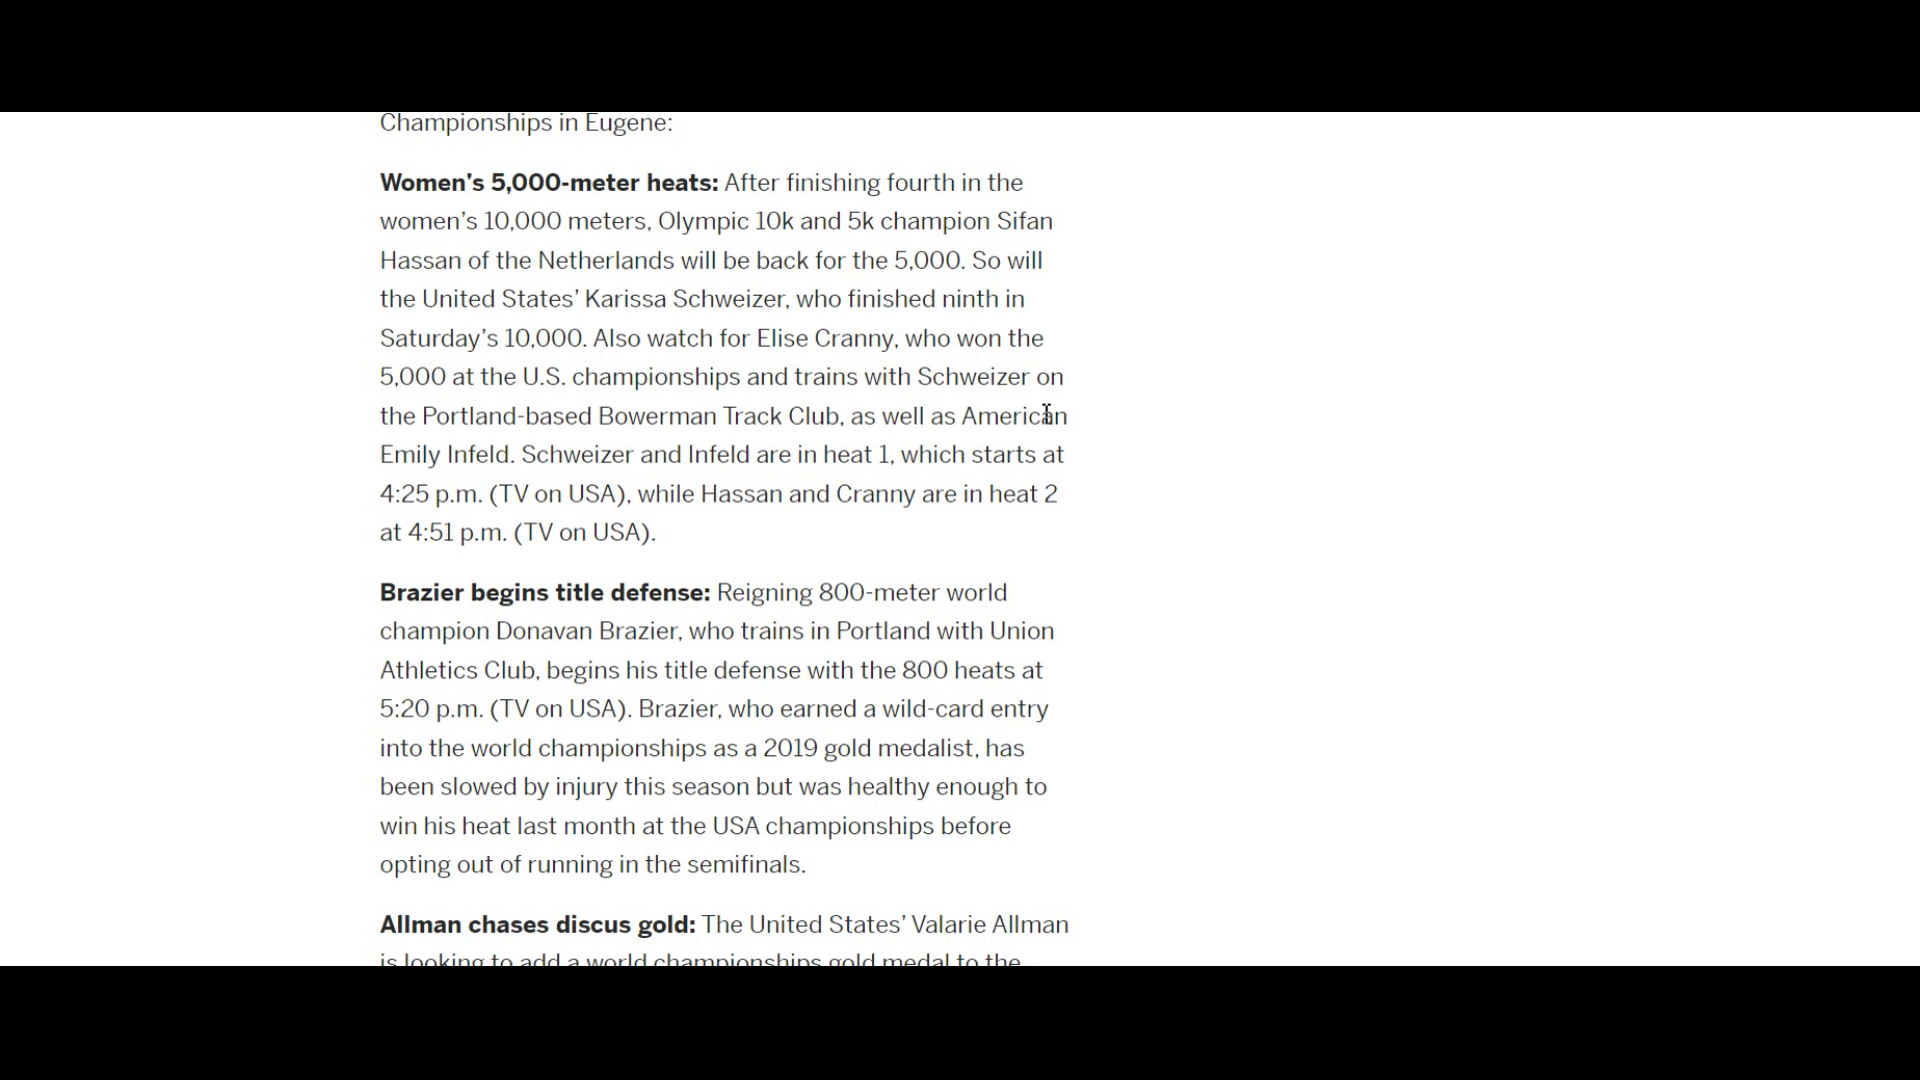 Championships in Eugene:
Women’s 5,000-meter heats: After finishing fourth in the
women’s 10,000 meters, Olympic 10k and 5k champion Sifan
Hassan of the Netherlands will be back for the 5,000. So will
the United States’ Karissa Schweizer, who finished ninth in
Saturday’s 10,000. Also watch for Elise Cranny, who won the
5,000 at the U.S. championships and trains with Schweizer on
the Portland-based Bowerman Track Club, as well as American
Emily Infeld. Schweizer and Infeld are in heat 1, which starts at
4:25 p.m. (TV on USA), while Hassan and Cranny are in heat 2
at 4:51 p.m. (TV on USA).
Brazier begins title defense: Reigning 800-meter world
champion Donavan Brazier, who trains in Portland with Union
Athletics Club, begins his title defense with the 800 heats at
5:20 p.m. (TV on USA). Brazier, who earned a wild-card entry
into the world championships as a 2019 gold medalist, has
been slowed by injury this season but was healthy enough to
win his heat last month at the USA championships before
opting out of running in the semifinals.
Allman chases discus gold: The United States’ Valarie Allman
is looking to add a world championships gold medal to the